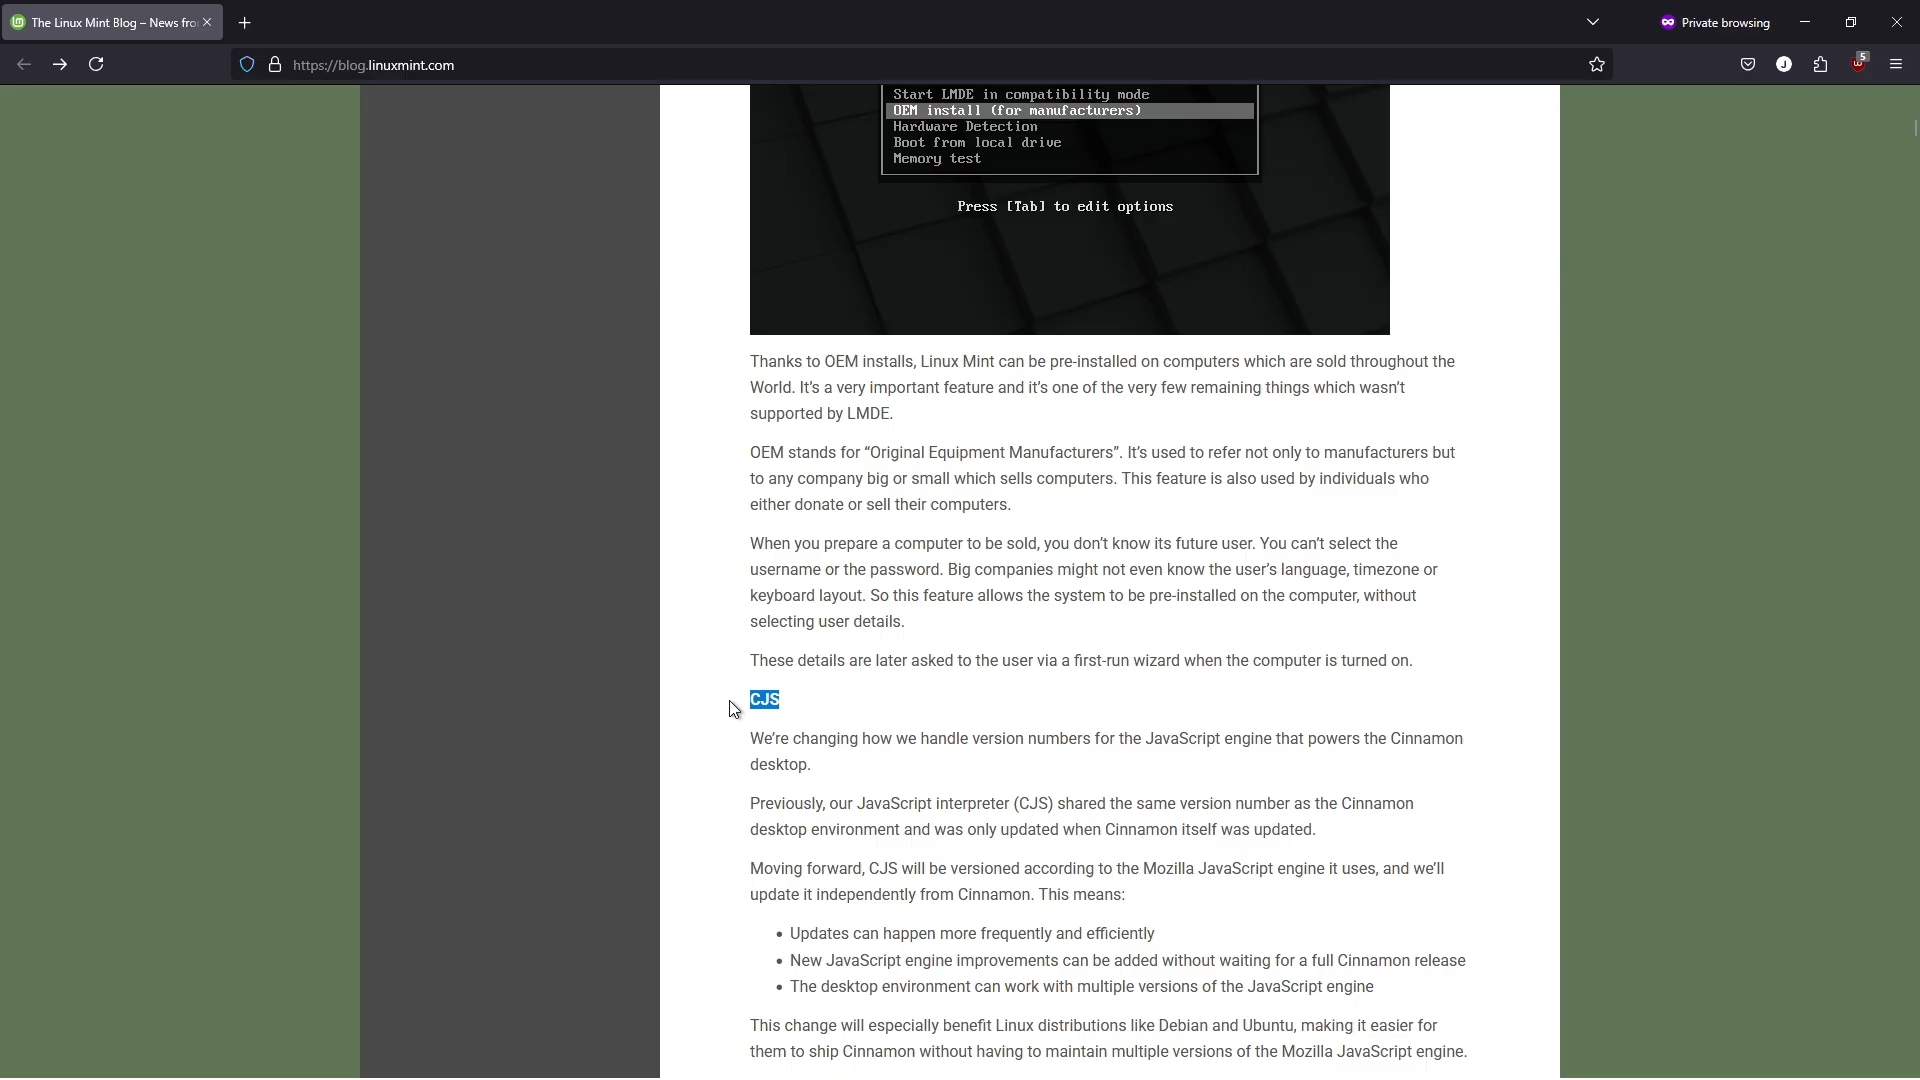 The Linux Mint Blog – News fro
Private browsing
https://blog.linuxmint.com
5
Start LMDE in compatibility mode
OEM install (for manufacturers)
Hardware Detection
Boot from local drive
Memory test
Press [Tab] to edit options
Thanks to OEM installs, Linux Mint can be pre-installed on computers which are sold throughout the
World. It’s a very important feature and it’s one of the very few remaining things which wasn’t
supported by LMDE.
OEM stands for “Original Equipment Manufacturers”. It’s used to refer not only to manufacturers but
to any company big or small which sells computers. This feature is also used by individuals who
either donate or sell their computers.
When you prepare a computer to be sold, you don’t know its future user. You can’t select the
username or the password. Big companies might not even know the user’s language, timezone or
keyboard layout. So this feature allows the system to be pre-installed on the computer, without
selecting user details.
These details are later asked to the user via a first-run wizard when the computer is turned on.
CJS
We’re changing how we handle version numbers for the JavaScript engine that powers the Cinnamon
desktop.
Previously, our JavaScript interpreter (CJS) shared the same version number as the Cinnamon
desktop environment and was only updated when Cinnamon itself was updated.
Moving forward, CJS will be versioned according to the Mozilla JavaScript engine it uses, and we’ll
update it independently from Cinnamon. This means:
• Updates can happen more frequently and efficiently
• New JavaScript engine improvements can be added without waiting for a full Cinnamon release
• The desktop environment can work with multiple versions of the JavaScript engine
This change will especially benefit Linux distributions like Debian and Ubuntu, making it easier for
them to ship Cinnamon without having to maintain multiple versions of the Mozilla JavaScript engine.